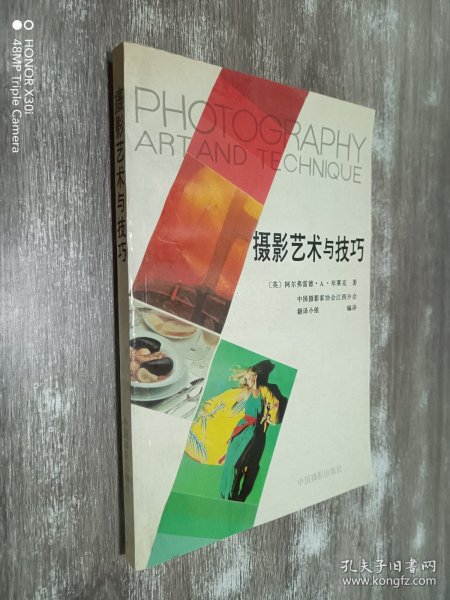 HONOR X30i
48MP Triple Camera
摄影艺术与技巧
PHOTOGRAPHY
ART AND TECHNIQUE
摄影艺术与技巧
〔英〕阿尔弗雷德·A·布莱克 著
中国摄影家协会江西分会
翻译小组 编译
中国摄影出版社
孔夫子旧书网
www.kongfz.com